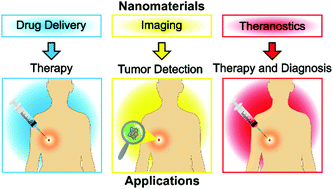 Nanomaterials
Drug Delivery
Imaging
Theranostics
Therapy
Tumor Detection
Therapy and Diagnosis
Applications